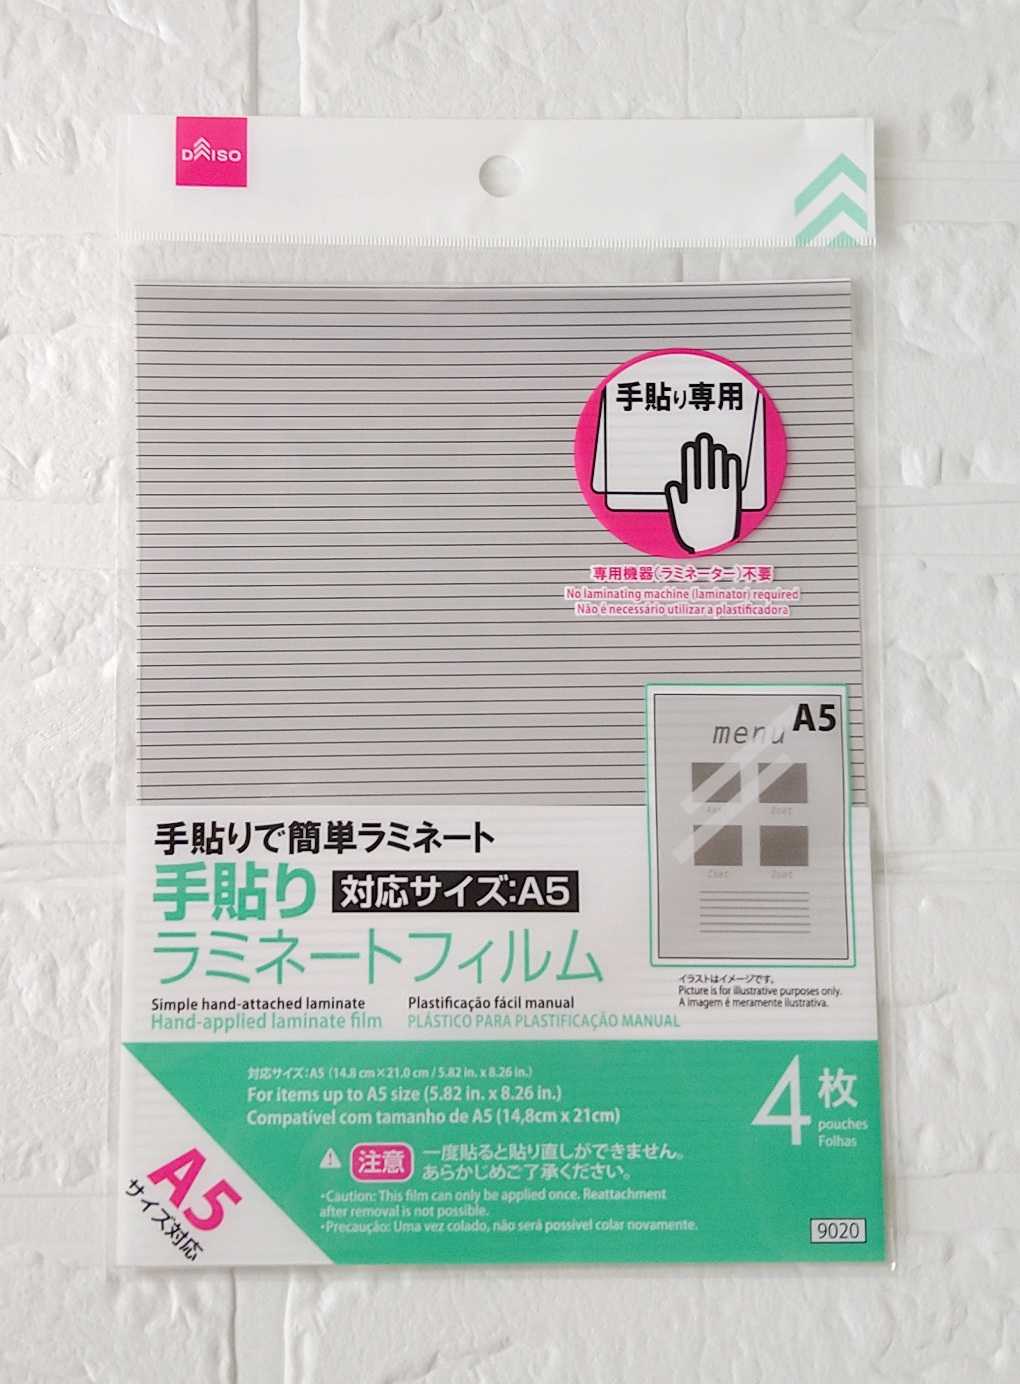 DAISO
手貼り専用
専用機器(ラミネーター)不要
No laminating machine (laminator) required
Não é necessário utilizar a plastificadora
A5
menu
手貼りで簡単ラミネート
手貼り 対応サイズ:A5
ラミネートフィルム
Simple hand-attached laminate
Hand-applied laminate film
Plastificação fácil manual
PLÁSTICO PARA PLASTIFICAÇÃO MANUAL
イラストはイメージです。
Picture is for illustrative purposes only.
A imagem é meramente ilustrativa.
対応サイズ:A5 (14.8 cm×21.0 cm / 5.82 in. x 8.26 in.)
For items up to A5 size (5.82 in. x 8.26 in.)
Compatível com tamanho de A5 (14,8cm x 21cm)
4枚
pouches
Folhas
注意
一度貼ると貼り直しができません。
あらかじめご了承ください。
•Caution: This film can only be applied once. Reattachment
after removal is not possible.
•Precaução: Uma vez colado, não será possível colar novamente.
A5
サイズ対応
9020